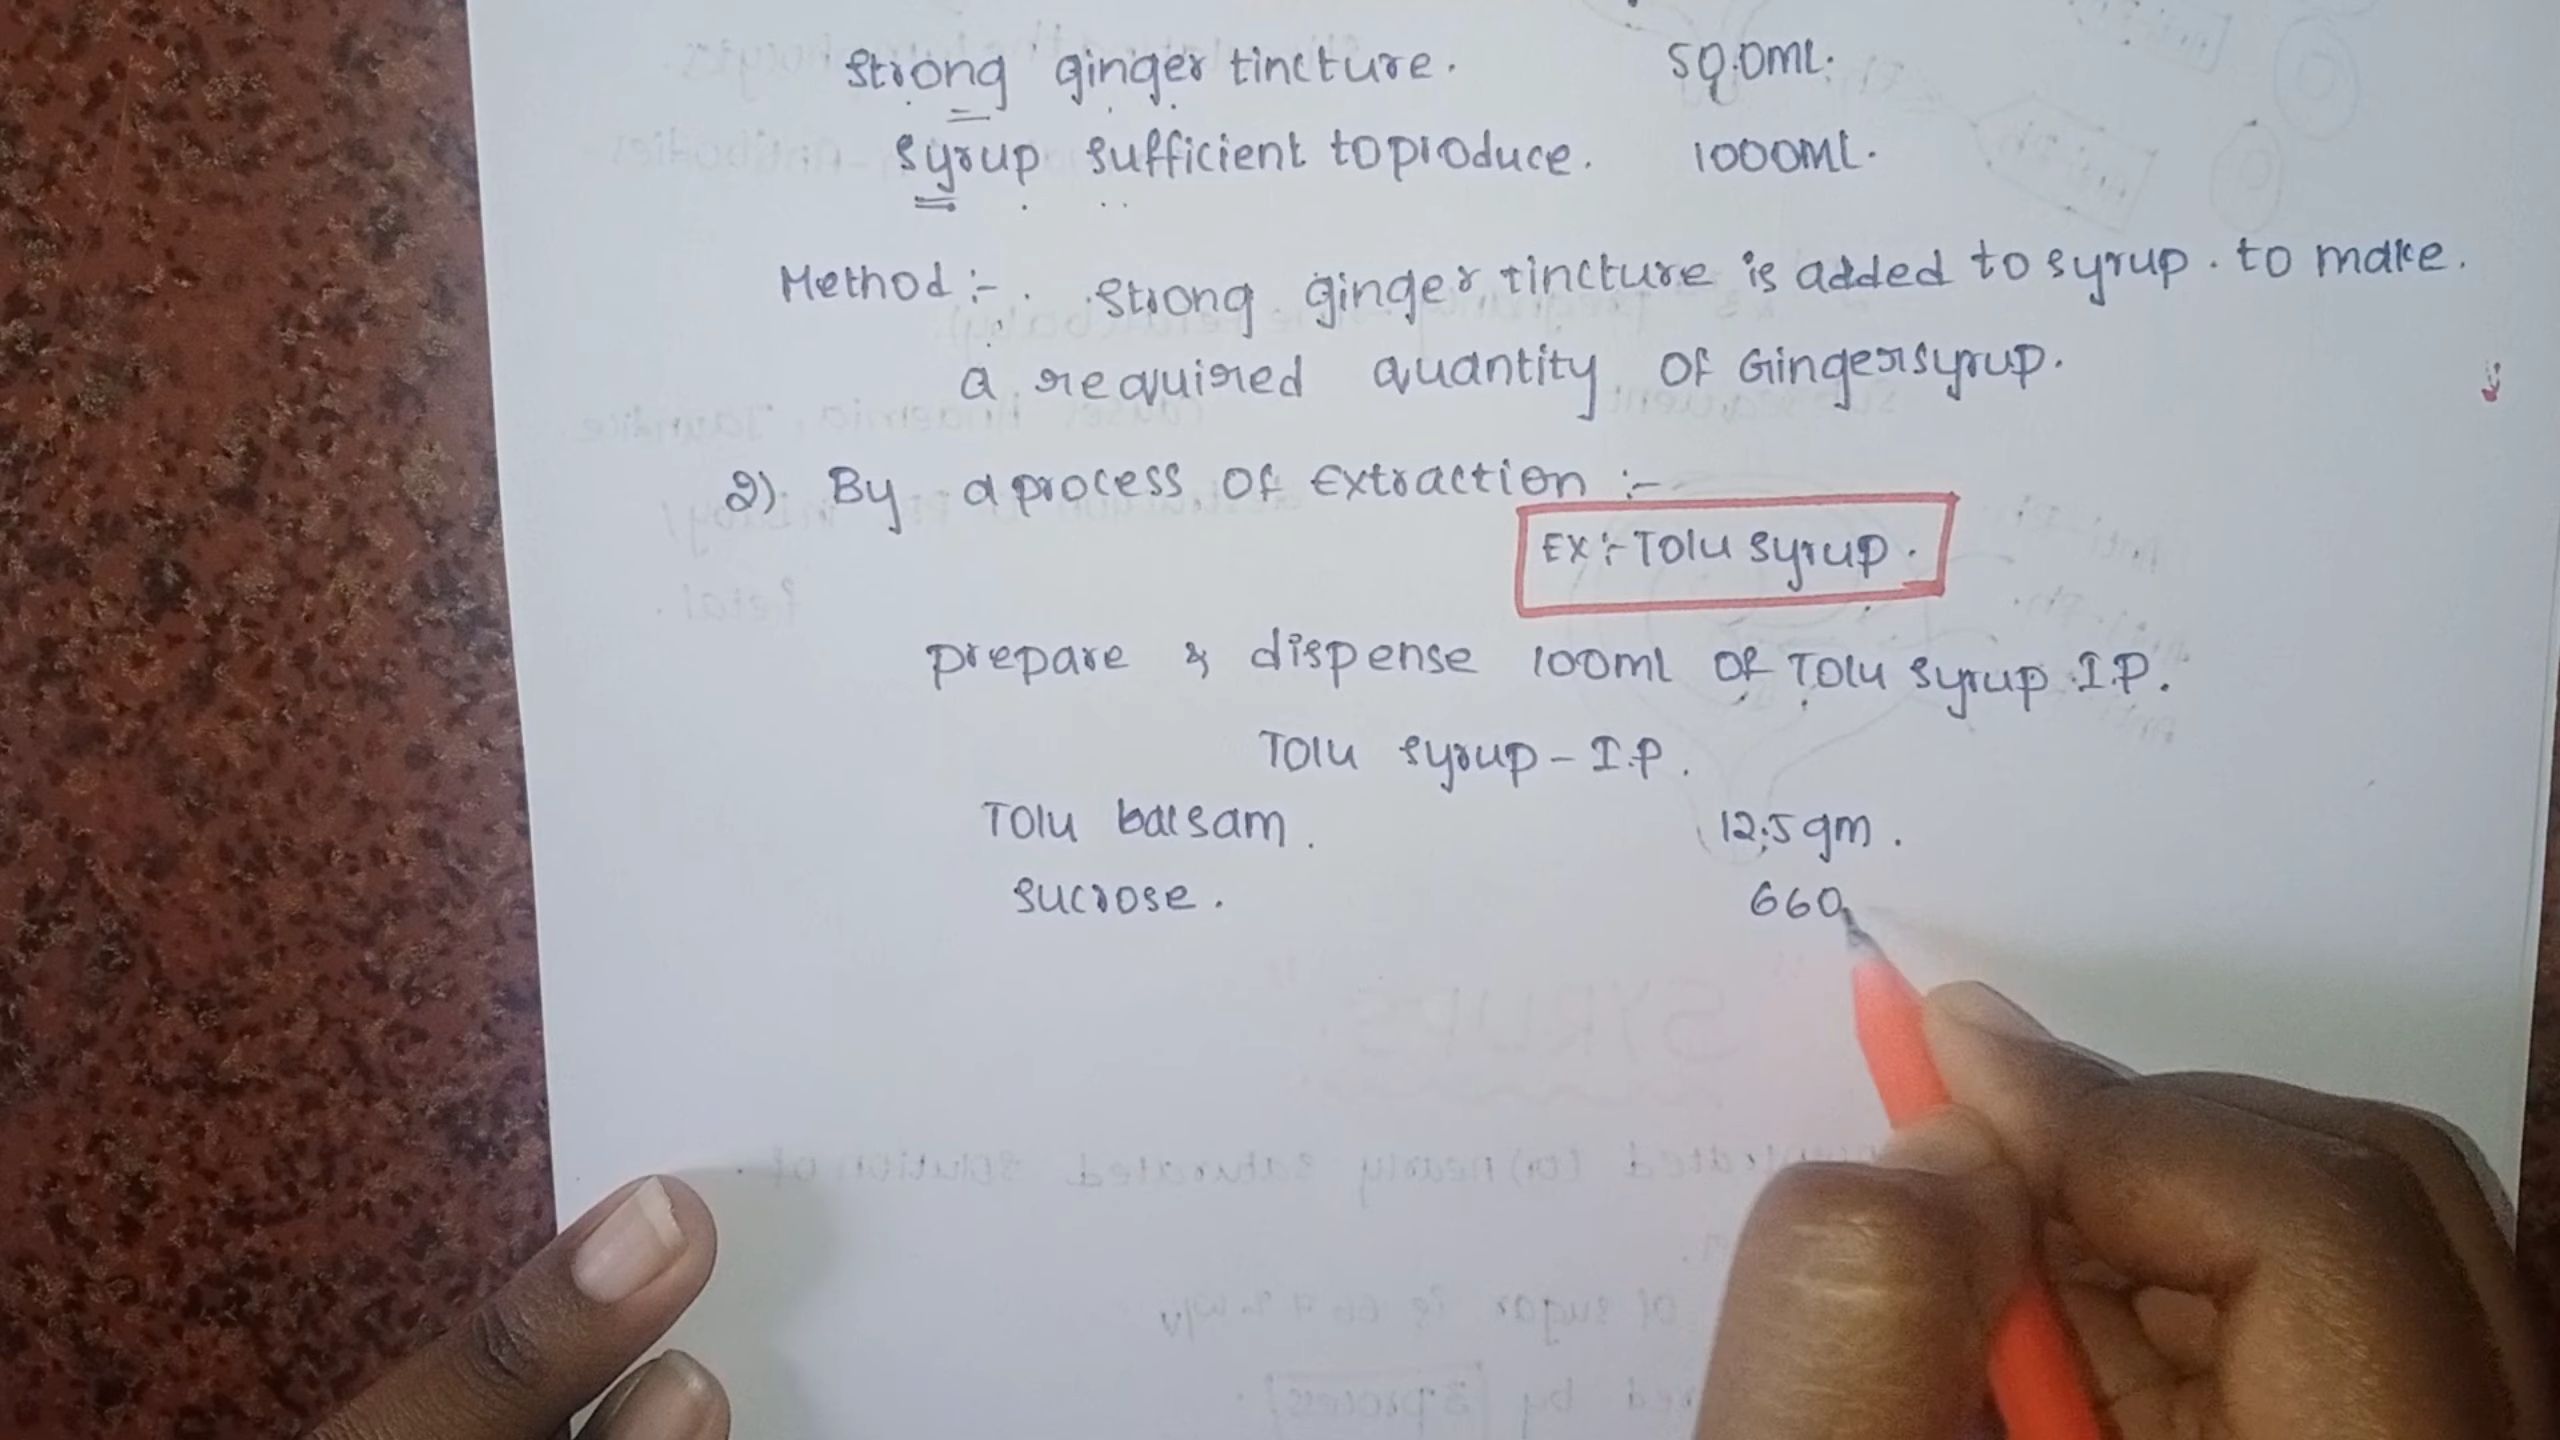 Strong ginger tincture. 50.0ml.
Syrup sufficient to produce. 1000ml.
Method :- Strong ginger tincture is added to syrup. to make.
a required quantity of Ginger syrup.
2) By a process of Extraction :-
Ex :- Tolu syrup.
prepare & dispense 100ml of Tolu syrup I.P.
Tolu syrup - I.P.
Tolu balsam. 12.5gm.
Sucrose. 660